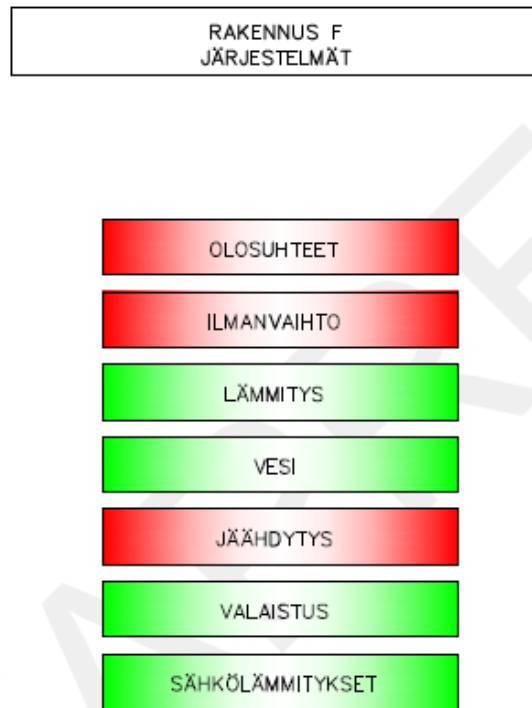 RAKENNUS F
JÄRJESTELMÄT
OLOSUHTEET
ILMANVAIHTO
LÄMMITYS
VESI
JÄÄHDYTYS
VALAISTUS
SÄHKÖLÄMMITYKSET